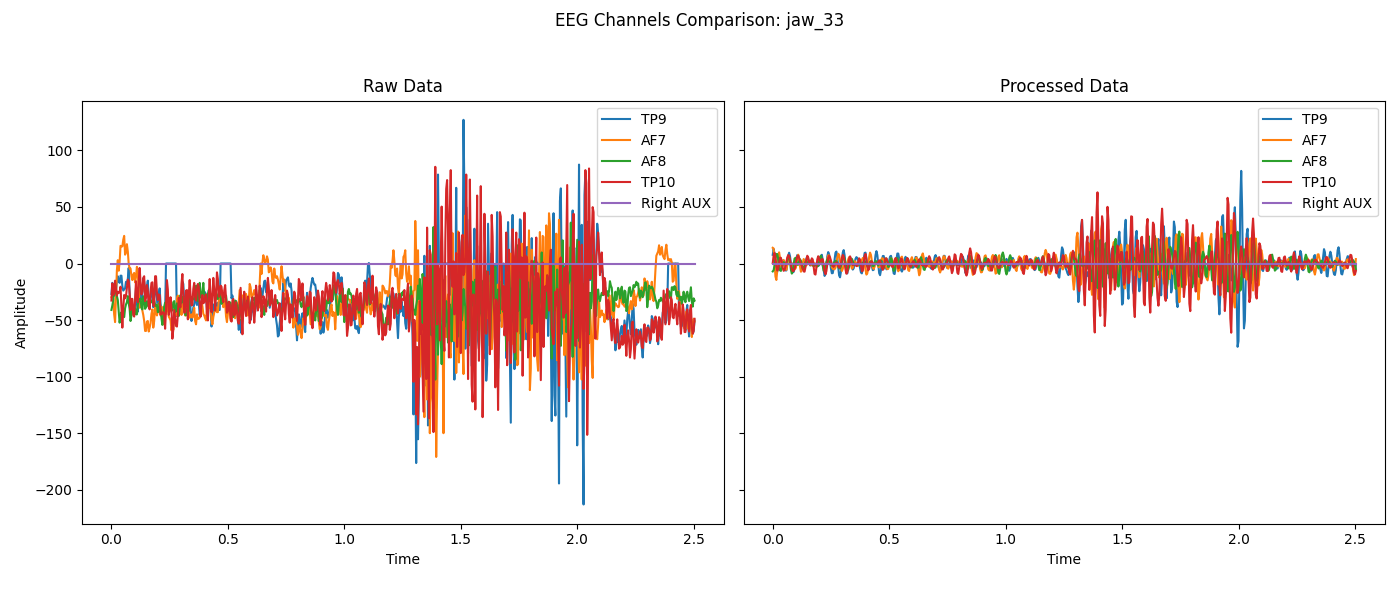 EEG Channels Comparison: jaw_33
Raw Data
Processed Data
TP9
AF7
AF8
TP10
Right AUX
TP9
AF7
AF8
TP10
Right AUX
Amplitude
100
50
0
−50
−100
−150
−200
0.0 0.5 1.0 1.5 2.0 2.5
0.0 0.5 1.0 1.5 2.0 2.5
Time
Time